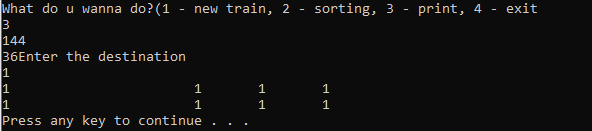 What do u wanna do?(1 - new train, 2 - sorting, 3 - print, 4 - exit
3
144
36Enter the destination
1
1 1 1 1
1 1 1 1
Press any key to continue . . .